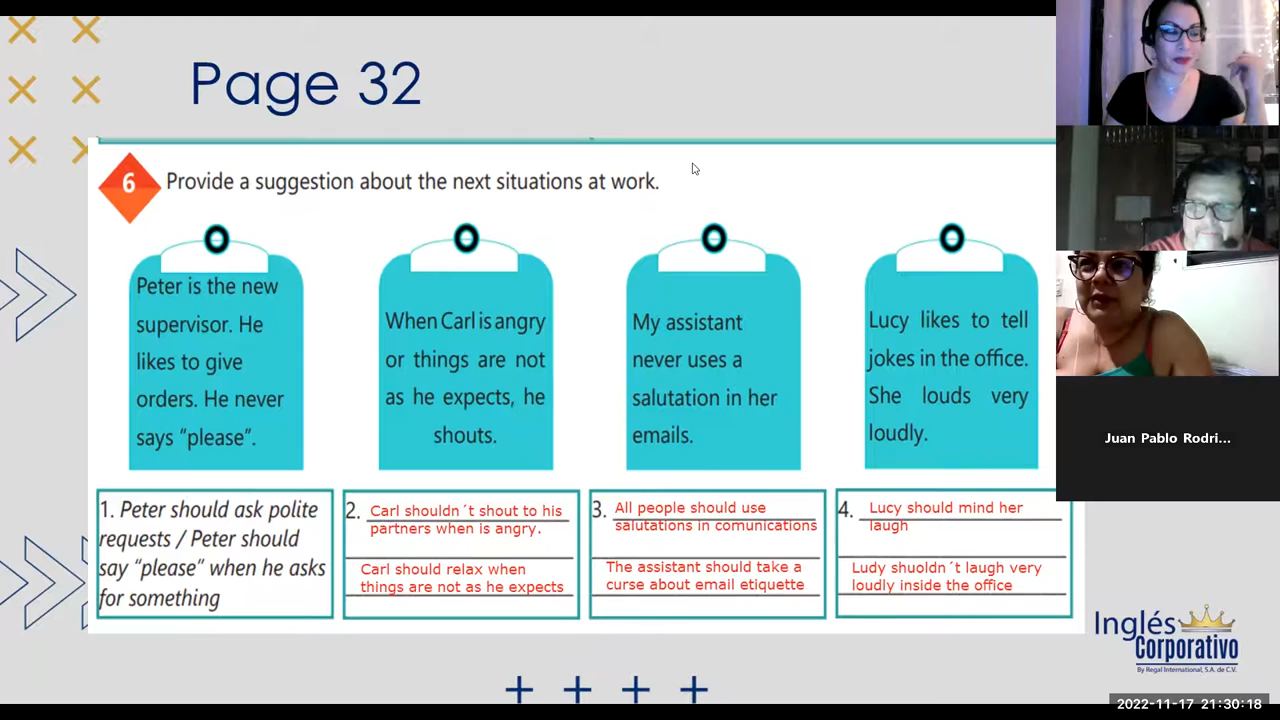 Page 32
6
Provide a suggestion about the next situations at work.
Peter is the new
supervisor. He
likes to give
orders. He never
says “please”.
When Carl is angry
or things are not
as he expects, he
shouts.
My assistant
never uses a
salutation in her
emails.
Lucy likes to tell
jokes in the office.
She louds very
loudly.
1. Peter should ask polite
requests / Peter should
say “please” when he asks
for something
2. Carl shouldn´t shout to his
partners when is angry.
Carl should relax when
things are not as he expects
3. All people should use
salutations in comunications
The assistant should take a
curse about email etiquette
4. Lucy should mind her
laugh
Ludy shuoldn´t laugh very
loudly inside the office
Juan Pablo Rodri...
Inglés
Corporativo
By Regal International, S.A. de C.V.
2022-11-17 21:30:18